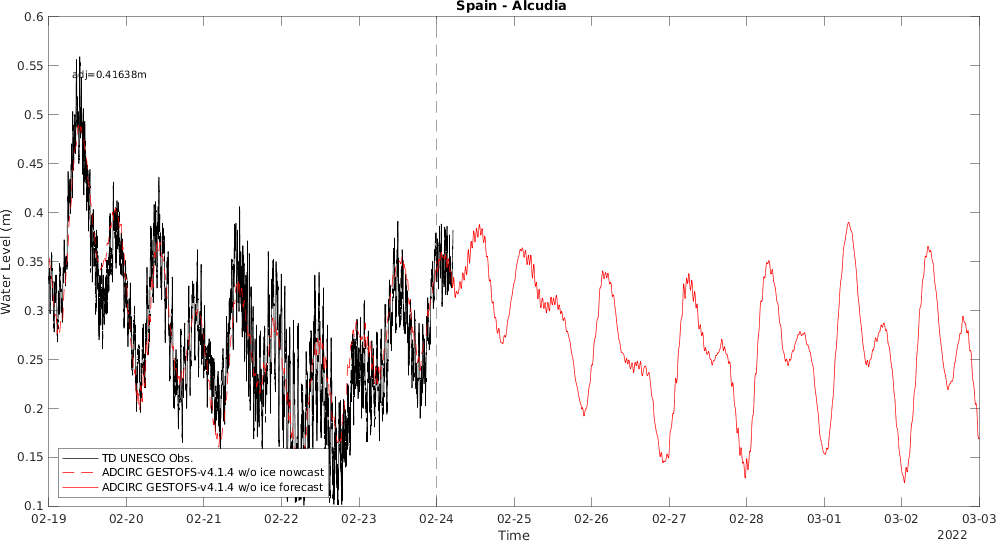 Spain - Alcudia
adj=0.41638m
Water Level (m)
0.6
0.55
0.5
0.45
0.4
0.35
0.3
0.25
0.2
0.15
0.1
TD UNESCO Obs.
ADCIRC GESTOFS-v4.1.4 w/o ice nowcast
ADCIRC GESTOFS-v4.1.4 w/o ice forecast
02-19 02-20 02-21 02-22 02-23 02-24 02-25 02-26 02-27 02-28 03-01 03-02 03-03
Time
2022